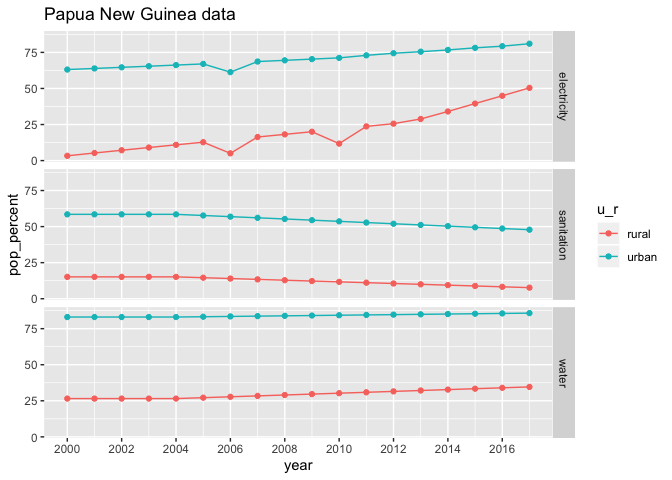 Papua New Guinea data
75
50
25
0
electricity
75
50
25
0
sanitation
pop_percent
75
50
25
0
water
2000 2002 2004 2006 2008 2010 2012 2014 2016
year
u_r
rural
urban